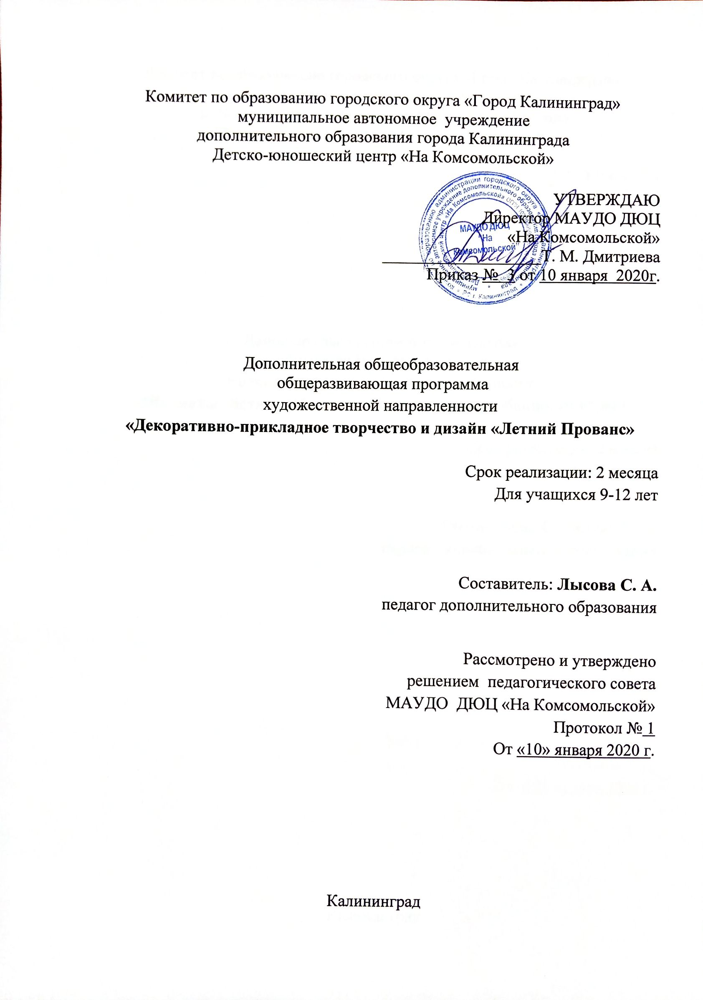 Комитет по образованию городского округа «Город Калининград»
муниципальное автономное  учреждение
дополнительного образования города Калининграда
Детско-юношеский центр «На Комсомольской»
УТВЕРЖДАЮ
Директор МАУДО ДЮЦ
«На Комсомольской»
Т. М. Дмитриева
Приказ №  3 от 10 января  2020г.
МАУДО ДЮЦ
"На
Комсомольской"
Дополнительная общеобразовательная
общеразвивающая программа
художественной направленности
«Декоративно-прикладное творчество и дизайн «Летний Прованс»
Срок реализации: 2 месяца
Для учащихся 9-12 лет
Составитель: Лысова С. А.
педагог дополнительного образования
Рассмотрено и утверждено
решением  педагогического совета
МАУДО  ДЮЦ «На Комсомольской»
Протокол № 1
От «10» января 2020 г.
Калининград